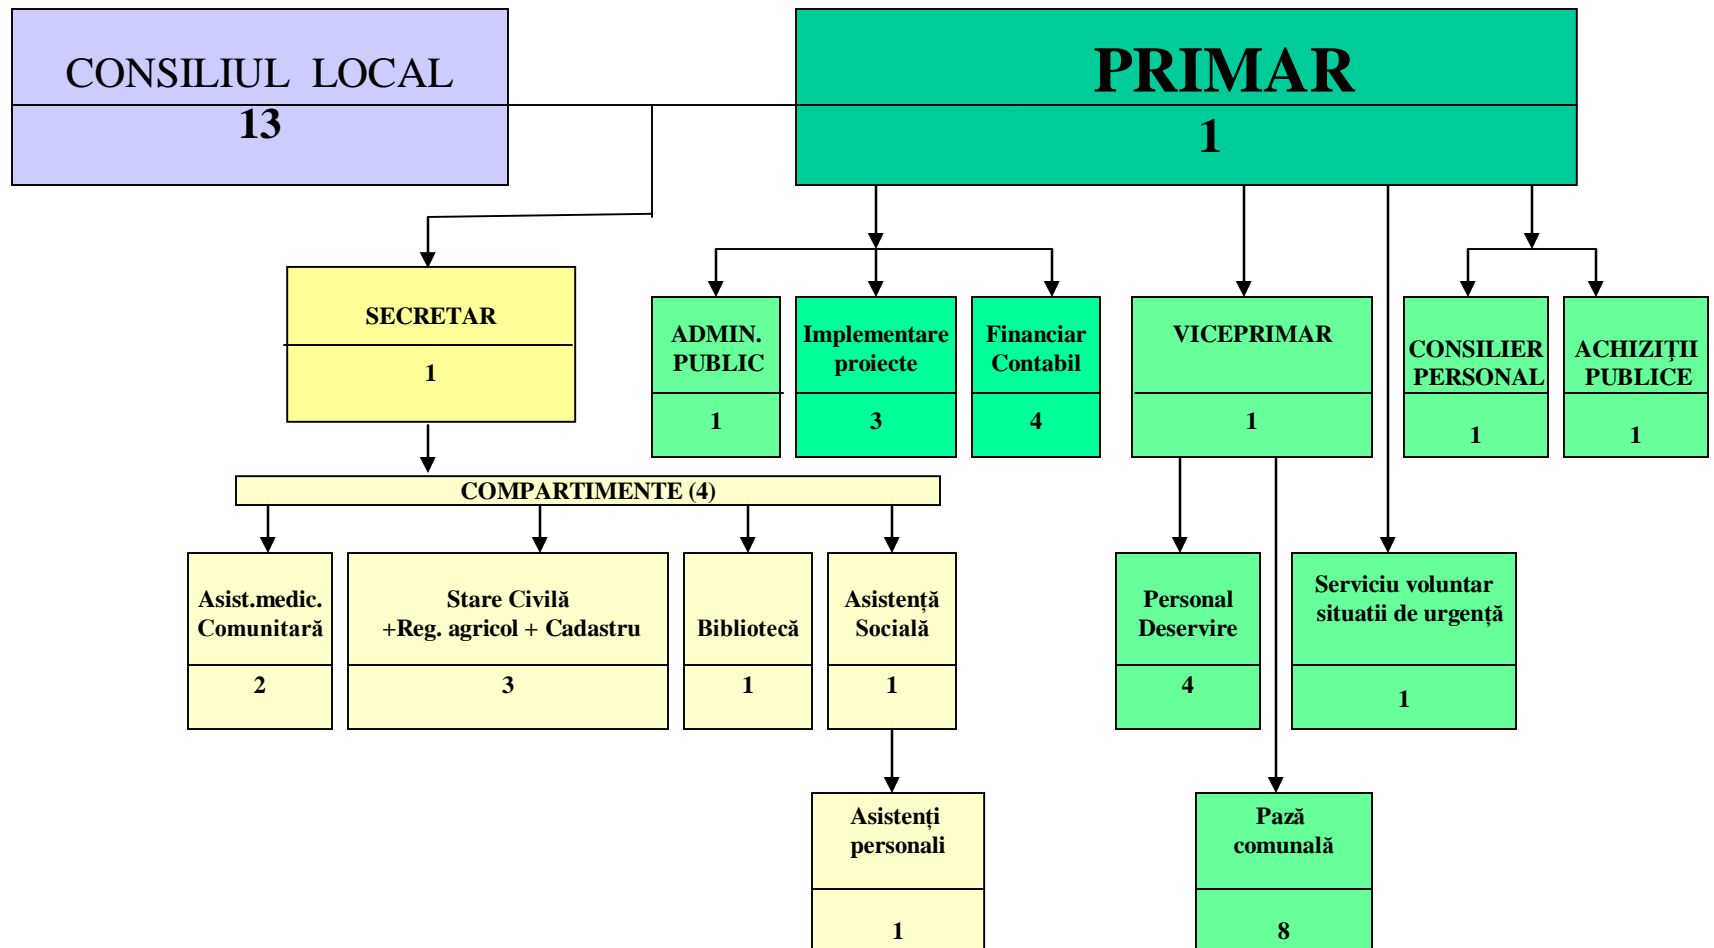 CONSILIUL LOCAL
13
PRIMAR
1
SECRETAR
1
ADMIN.
PUBLIC
1
Implementare
proiecte
3
Financiar
Contabil
4
VICEPRIMAR
1
CONSILIER
PERSONAL
1
ACHIZIŢII
PUBLICE
1
COMPARTIMENTE (4)
Asist.medic.
Comunitară
2
Stare Civilă
+Reg. agricol + Cadastru
3
Bibliotecă
1
Asistență
Socială
1
Personal
Deservire
4
Serviciu voluntar
situatii de urgență
1
Asistenți
personali
1
Pază
comunală
8